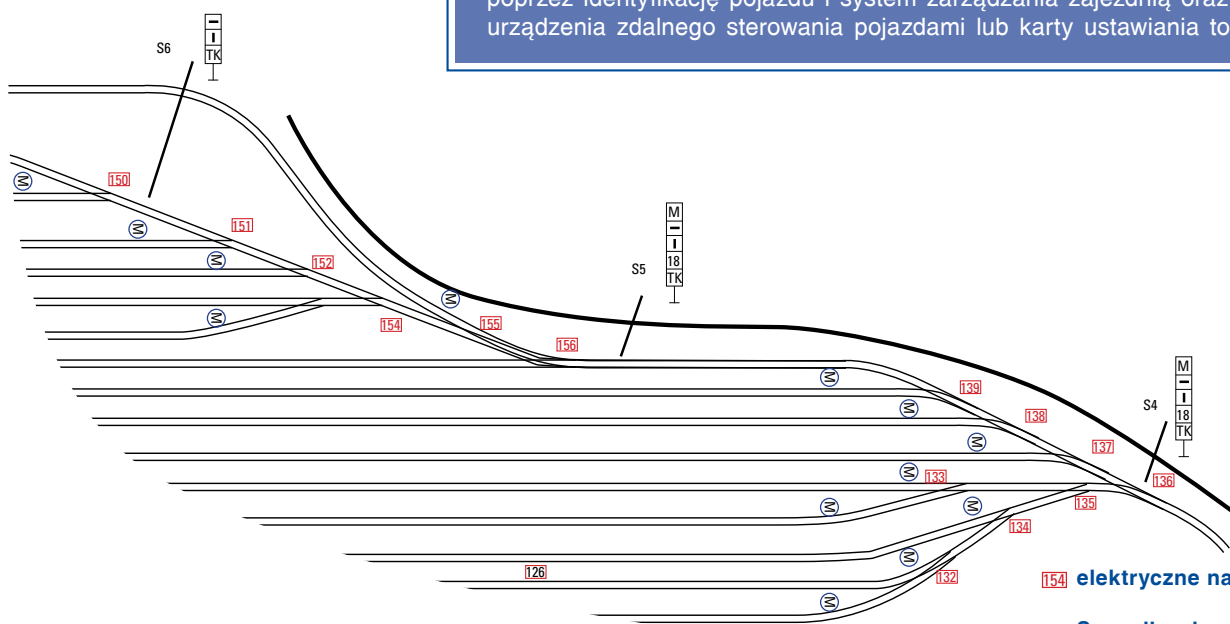 poprzez identyfikację pojazdu i system zarządzania zajezdnią oraz
urządzenia zdalnego sterowania pojazdami lub karty ustawiania to
S6
TK
150
M
M
151
M
152
M
154
M
155
156
S5
M
18
TK
M
139
M
138
M
137
S4
M
18
TK
136
M
133
M
M
135
134
M
126
132
M
154 elektryczne na